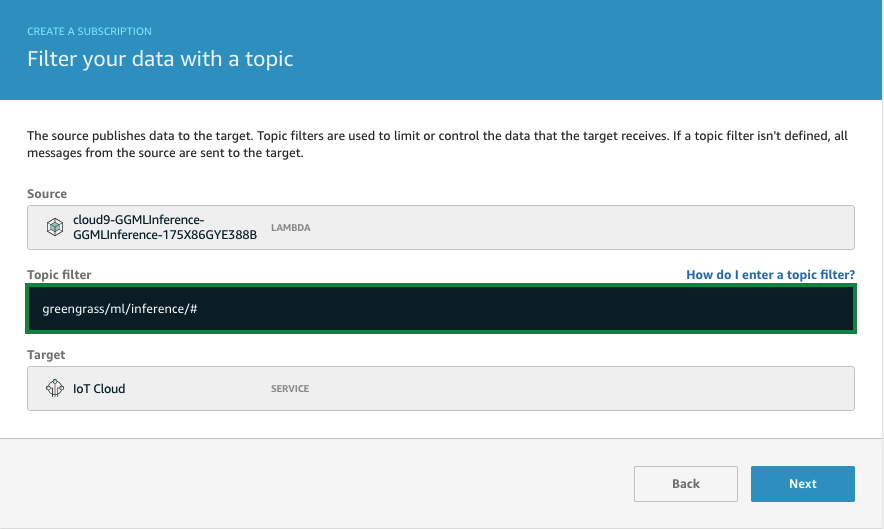 CREATE A SUBSCRIPTION
Filter your data with a topic
The source publishes data to the target. Topic filters are used to limit or control the data that the target receives. If a topic filter isn't defined, all
messages from the source are sent to the target.
Source
cloud9-GGMLInference-
GGMLInference-175X86GYE388B LAMBDA
Topic filter How do I enter a topic filter?
greengrass/ml/inference/#
Target
IoT Cloud SERVICE
Back Next